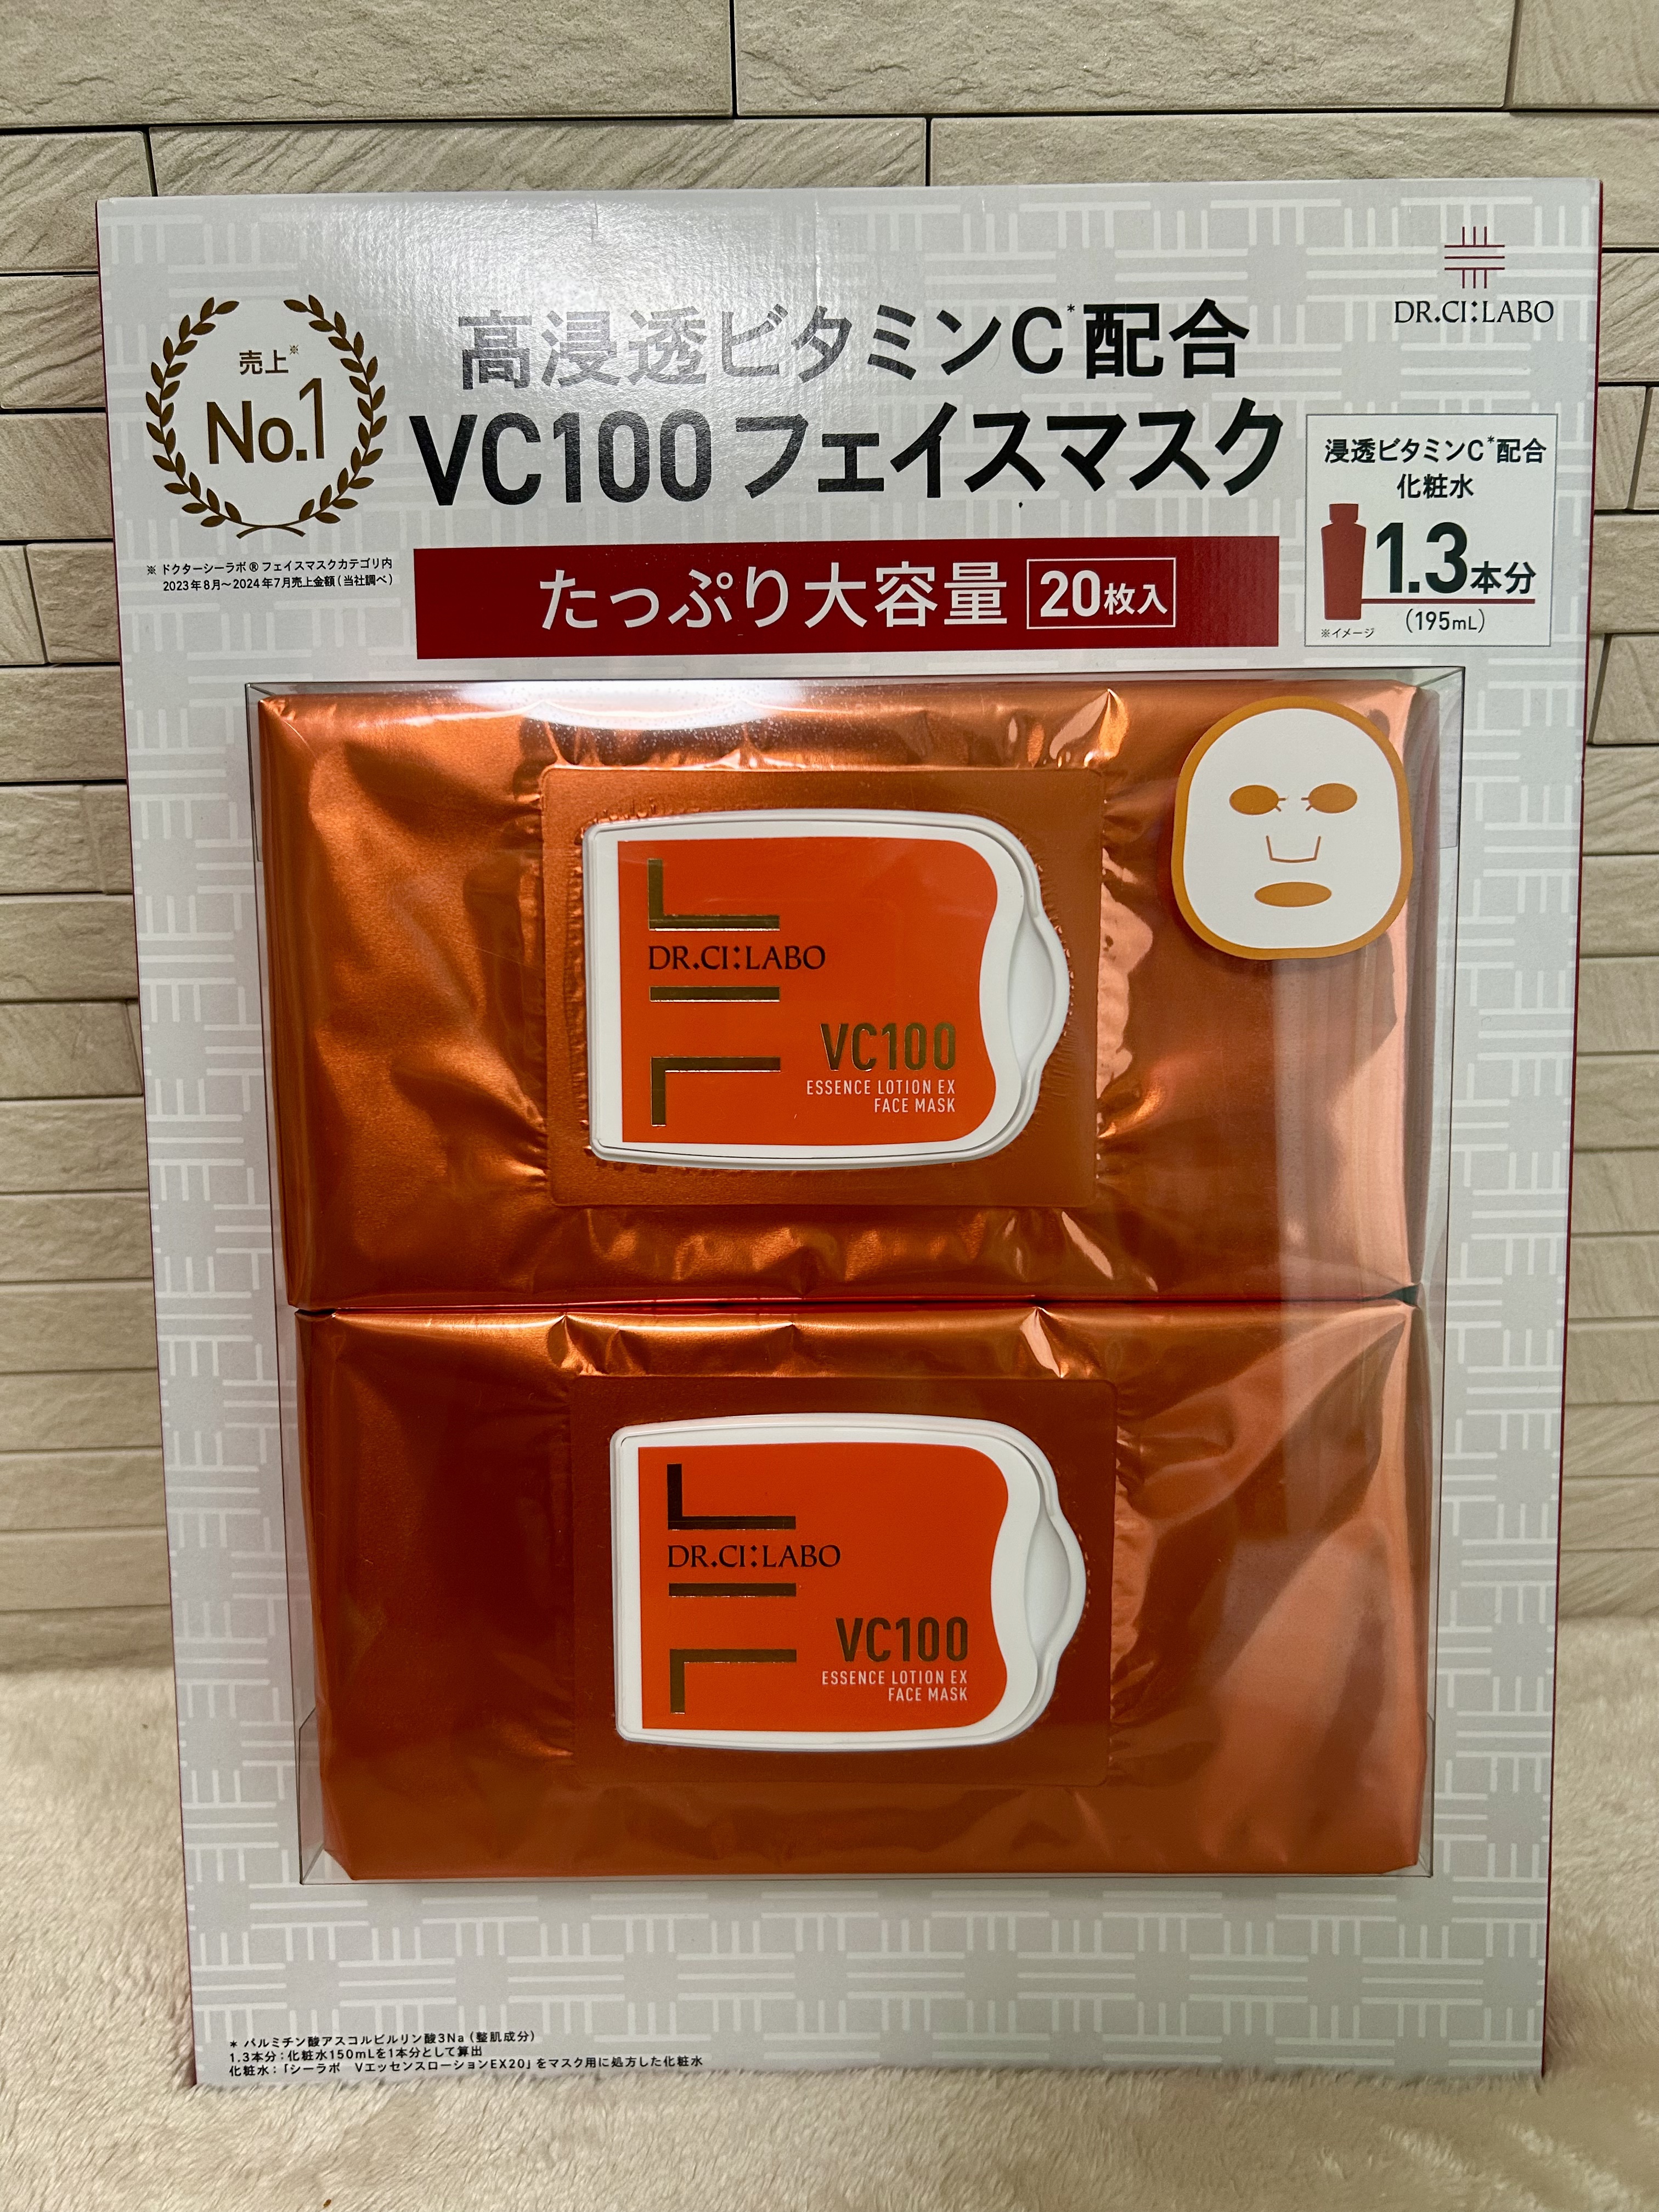 DR.CI:LABO
売上※
No.1
※ ドクターシーラボ®フェイスマスクカテゴリ内
2023年8月〜2024年7月売上金額(当社調べ)
高浸透ビタミンC*配合
VC100フェイスマスク
たっぷり大容量 20枚入
浸透ビタミンC*配合
化粧水
1.3本分
(195mL)
※イメージ
DR.CI:LABO
VC100
ESSENCE LOTION EX
FACE MASK
DR.CI:LABO
VC100
ESSENCE LOTION EX
FACE MASK
* パルミチン酸アスコルビルリン酸3Na(整肌成分)
1.3本分:化粧水150mLを1本分として算出
化粧水:「シーラボ VエッセンスローションEX20」をマスク用に処方した化粧水